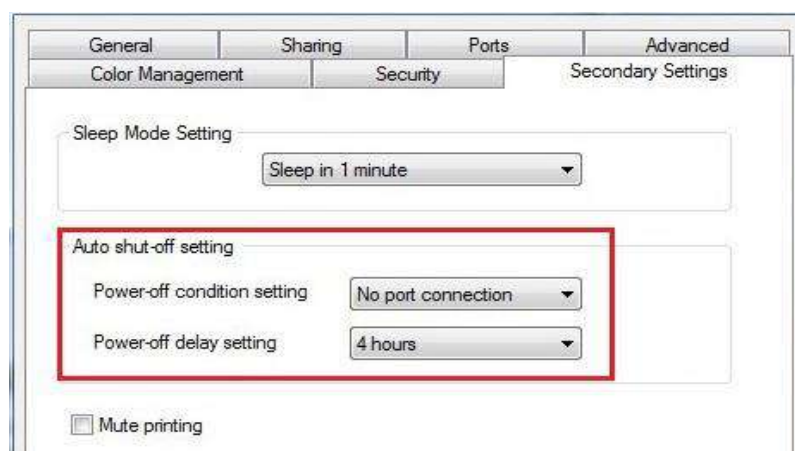 General Sharing Ports Advanced
Color Management Security Secondary Settings
Sleep Mode Setting
Sleep in 1 minute
Auto shut-off setting
Power-off condition setting No port connection
Power-off delay setting 4 hours
Mute printing